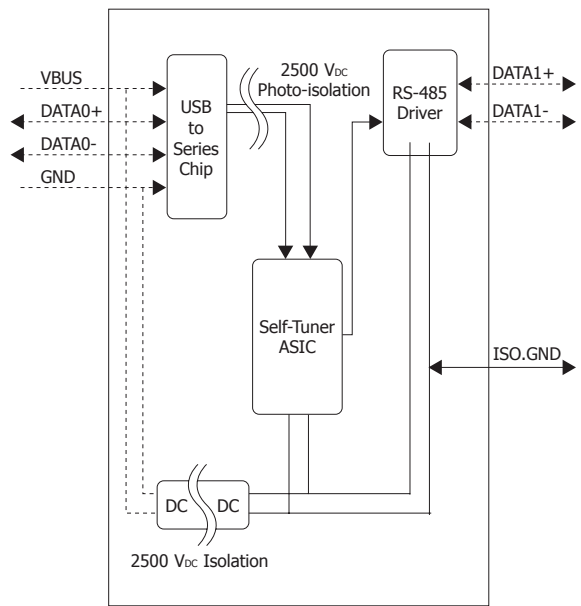 VBUS
DATA0+
DATA0-
GND
USB
to
Series
Chip
2500 VDC
Photo-isolation
RS-485
Driver
DATA1+
DATA1-
Self-Tuner
ASIC
ISO.GND
DC DC
2500 VDC Isolation